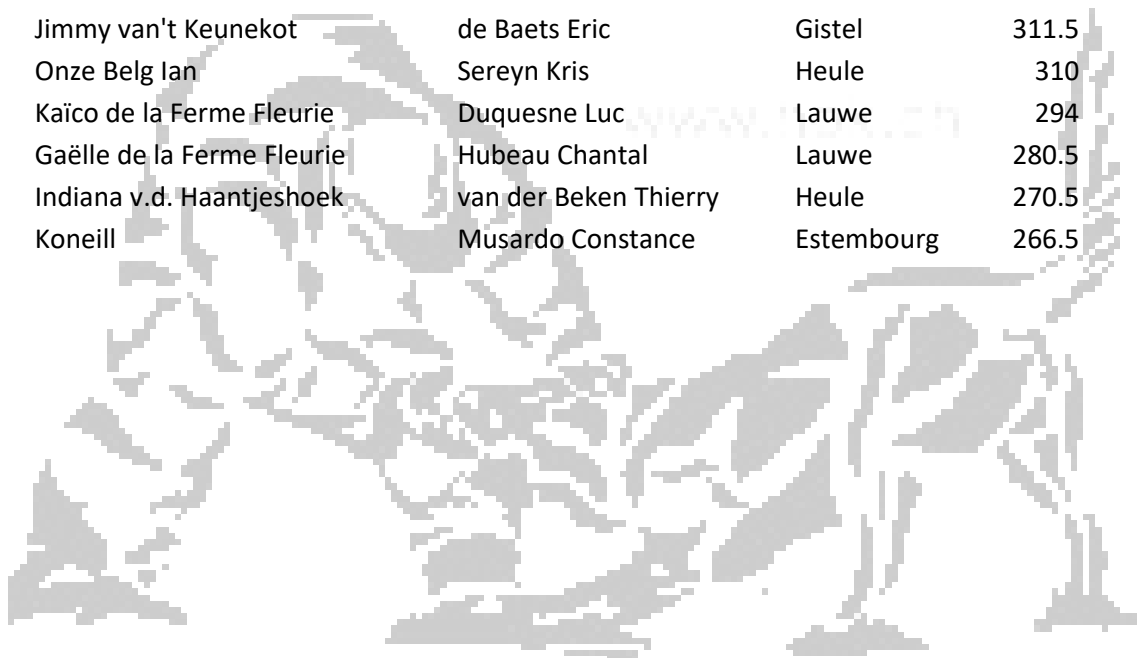 Jimmy van't Keunekot de Baets Eric Gistel 311.5
Onze Belg Ian Sereyn Kris Heule 310
Kaïco de la Ferme Fleurie Duquesne Luc Lauwe 294
Gaëlle de la Ferme Fleurie Hubeau Chantal Lauwe 280.5
Indiana v.d. Haantjeshoek van der Beken Thierry Heule 270.5
Koneill Musardo Constance Estembourg 266.5